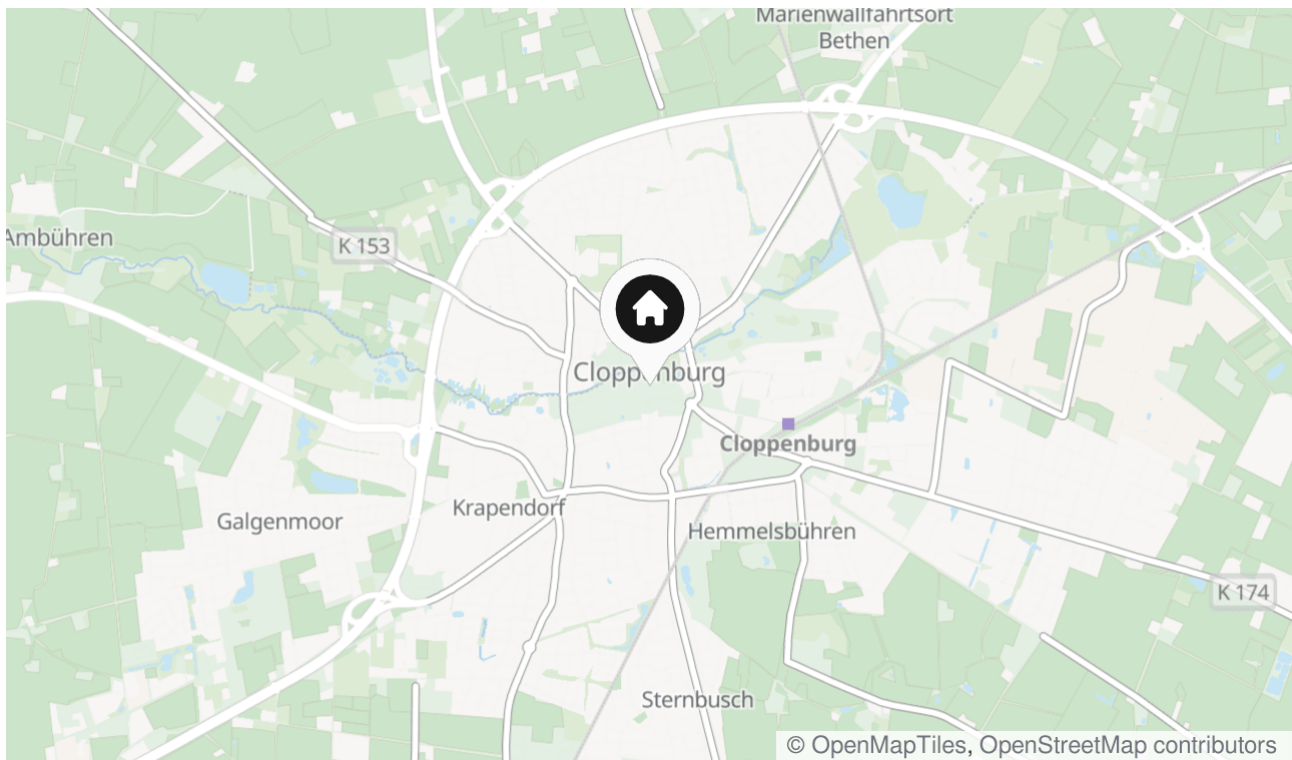 Marienwallfahrtsort
Bethen
Ambühren
K 153
Cloppenburg
Cloppenburg
Krapendorf
Galgenmoor
Hemmelsbühren
K 174
Sternbusch
© OpenMapTiles, OpenStreetMap contributors